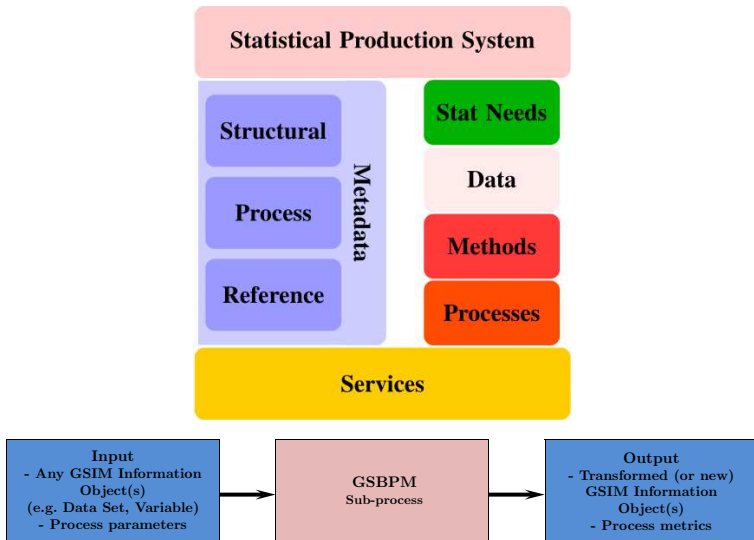 Statistical Production System
Structural
Process
Reference
Metadata
Stat Needs
Data
Methods
Processes
Services
Input
- Any GSIM Information
Object(s)
(e.g. Data Set, Variable)
- Process parameters
GSBPM
Sub-process
Output
- Transformed (or new)
GSIM Information
Object(s)
- Process metrics